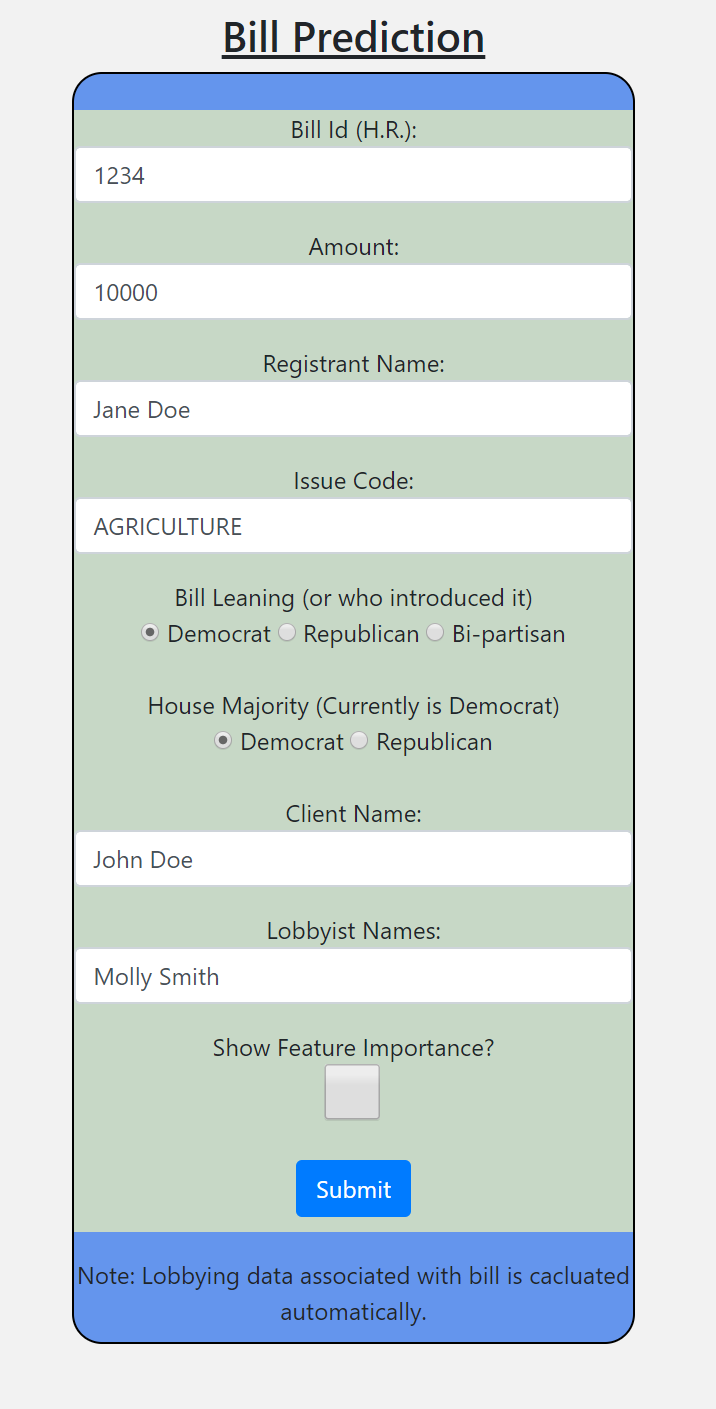 Bill Prediction
Bill Id (H.R.):
1234
Amount:
10000
Registrant Name:
Jane Doe
Issue Code:
AGRICULTURE
Bill Leaning (or who introduced it)
Democrat Republican Bi-partisan
House Majority (Currently is Democrat)
Democrat Republican
Client Name:
John Doe
Lobbyist Names:
Molly Smith
Show Feature Importance?
Submit
Note: Lobbying data associated with bill is cacluated
automatically.